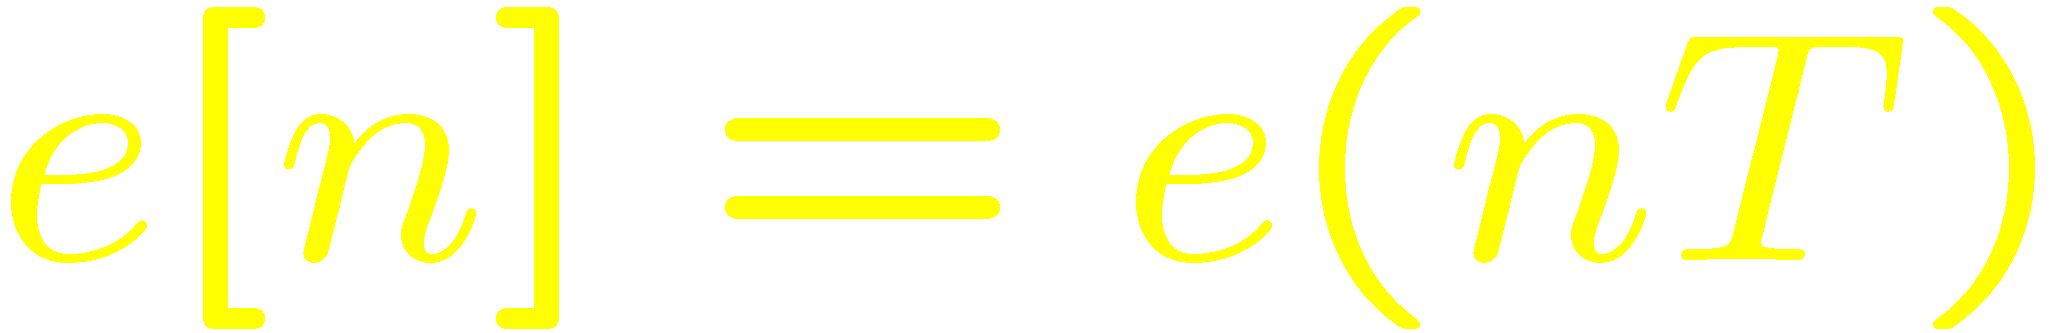 e[n] = e(nT)